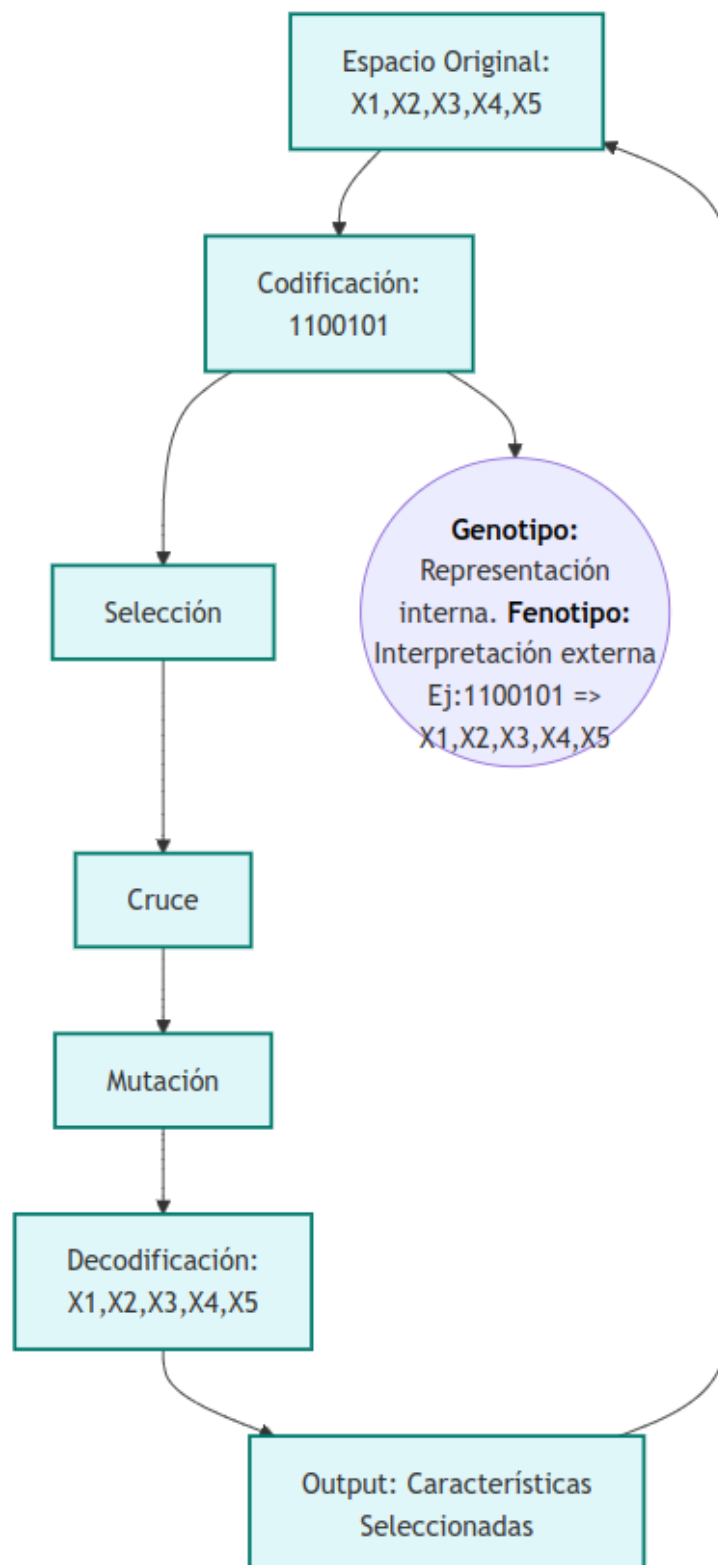 Espacio Original:
X1,X2,X3,X4,X5
Codificación:
1100101
Genotipo:
Representación
interna. Fenotipo:
Interpretación externa
Ej:1100101 =>
X1,X2,X3,X4,X5
Selección
Cruce
Mutación
Decodificación:
X1,X2,X3,X4,X5
Output: Características
Seleccionadas